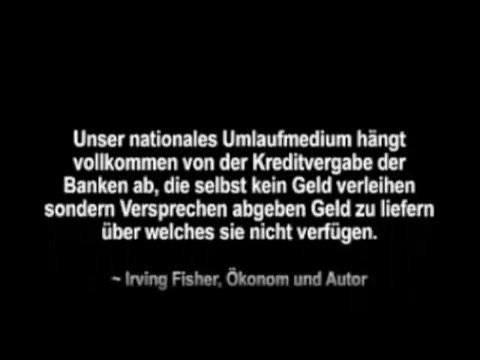 Unser nationales Umlaufmedium hängt
vollkommen von der Kreditvergabe der
Banken ab, die selbst kein Geld verleihen
sondern Versprechen abgeben Geld zu liefern
über welches sie nicht verfügen.
~ Irving Fisher, Ökonom und Autor